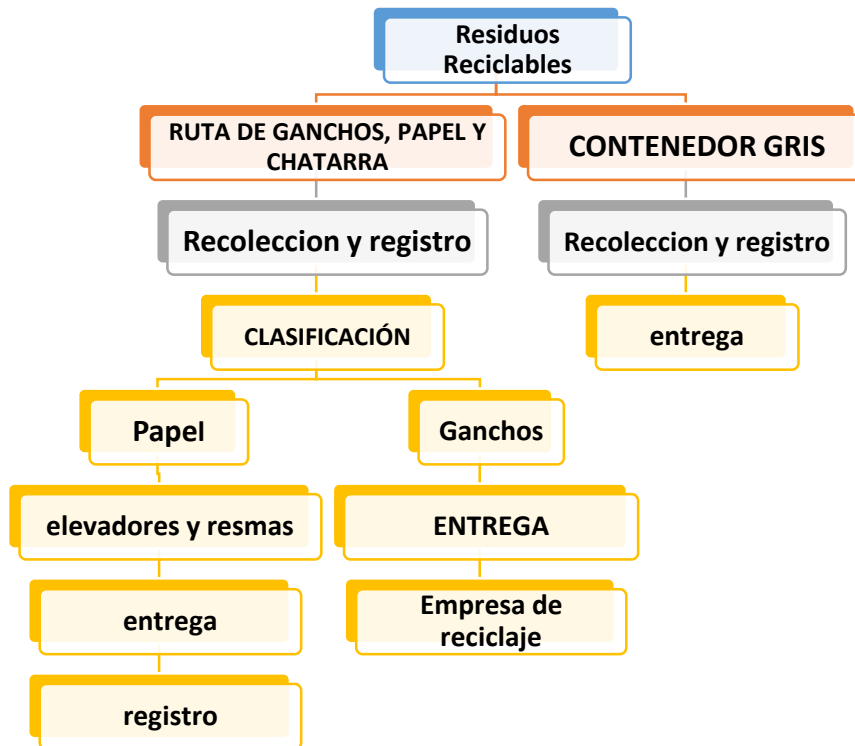 Residuos
Reciclables
RUTA DE GANCHOS, PAPEL Y
CHATARRA
CONTENEDOR GRIS
Recoleccion y registro
Recoleccion y registro
CLASIFICACIÓN
entrega
Papel
Ganchos
elevadores y resmas
ENTREGA
entrega
Empresa de
reciclaje
registro